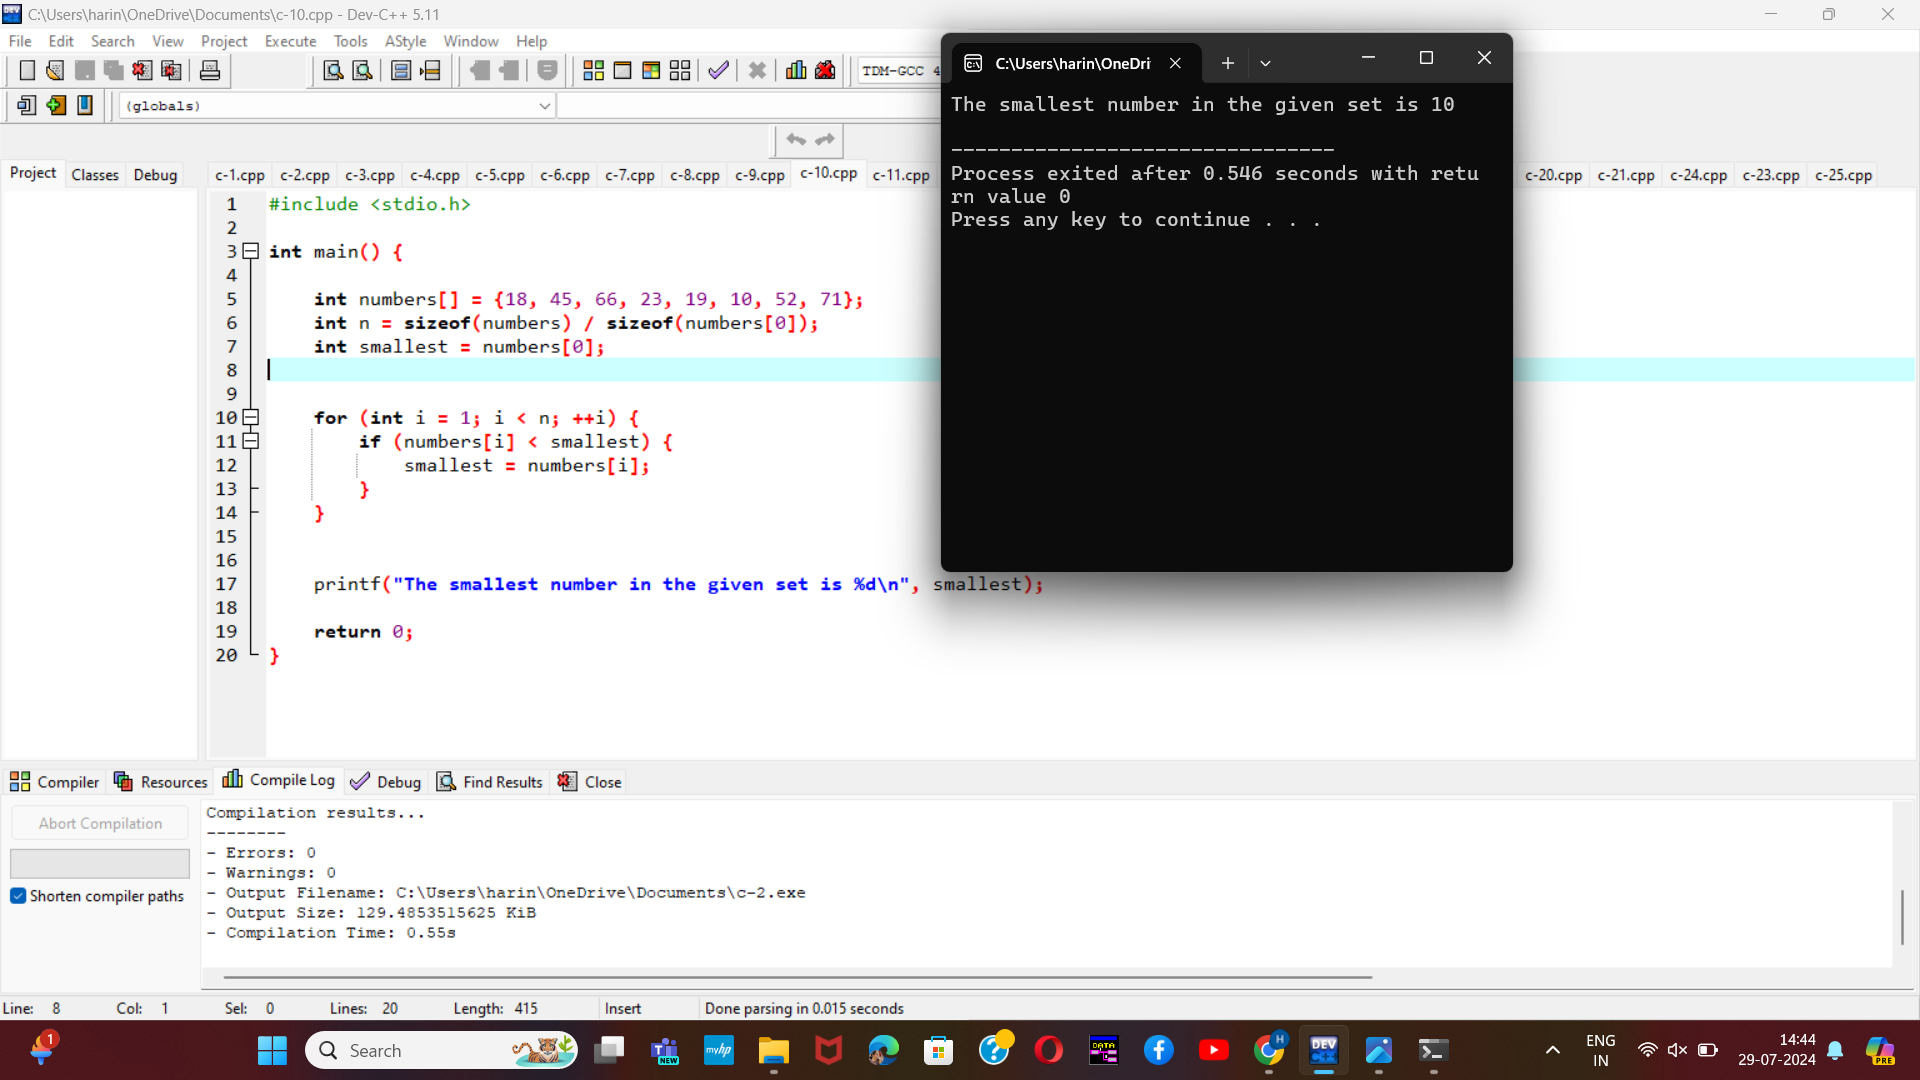 C:\Users\harin\OneDrive\Documents\c-10.cpp - Dev-C++ 5.11
File Edit Search View Project Execute Tools AStyle Window Help
TDM-GCC 4
(globals)
Project Classes Debug
c-1.cpp c-2.cpp c-3.cpp c-4.cpp c-5.cpp c-6.cpp c-7.cpp c-8.cpp c-9.cpp c-10.cpp c-11.cpp c-20.cpp c-21.cpp c-24.cpp c-23.cpp c-25.cpp
1 #include <stdio.h>
2
3 int main() {
4
5 int numbers[] = {18, 45, 66, 23, 19, 10, 52, 71};
6 int n = sizeof(numbers) / sizeof(numbers[0]);
7 int smallest = numbers[0];
8
9
10 for (int i = 1; i < n; ++i) {
11 if (numbers[i] < smallest) {
12 smallest = numbers[i];
13 }
14 }
15
16
17 printf("The smallest number in the given set is %d\n", smallest);
18
19 return 0;
20 }
C:\Users\harin\OneDri
The smallest number in the given set is 10
--------------------------------
Process exited after 0.546 seconds with retu
rn value 0
Press any key to continue . . .
Compiler Resources Compile Log Debug Find Results Close
Abort Compilation
Shorten compiler paths
Compilation results...
--------
- Errors: 0
- Warnings: 0
- Output Filename: C:\Users\harin\OneDrive\Documents\c-2.exe
- Output Size: 129.4853515625 KiB
- Compilation Time: 0.55s
Line: 8 Col: 1 Sel: 0 Lines: 20 Length: 415 Insert Done parsing in 0.015 seconds
1
Search
NEW
myhp
DATA
H
DEV
ENG
IN
14:44
29-07-2024
PRE